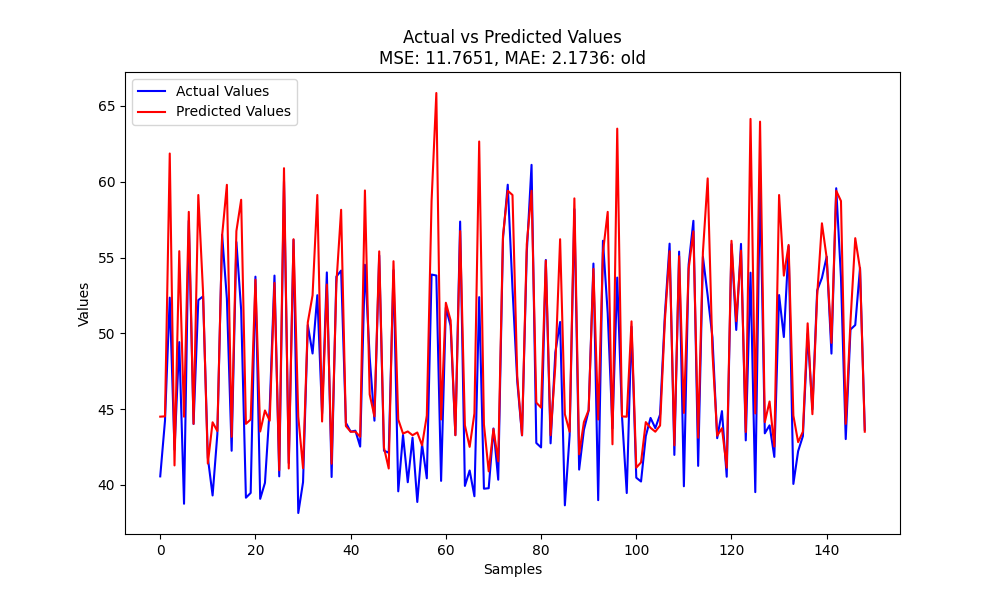 Actual vs Predicted Values
MSE: 11.7651, MAE: 2.1736: old
Actual Values
Predicted Values
65
60
55
50
45
40
Values
0 20 40 60 80 100 120 140
Samples